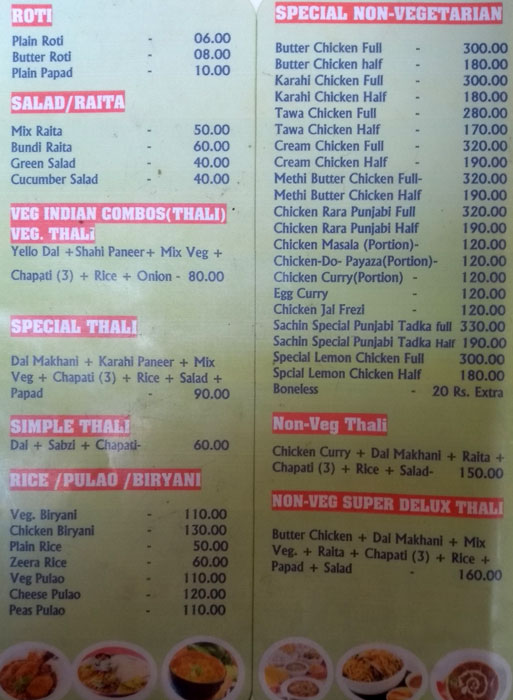 ROTI
Plain Roti - 06.00
Butter Roti - 08.00
Plain Papad - 10.00
SALAD/RAITA
Mix Raita - 50.00
Bundi Raita - 60.00
Green Salad - 40.00
Cucumber Salad - 40.00
VEG INDIAN COMBOS(THALI)
VEG. THALi
Yello Dal +Shahi Paneer+ Mix Veg +
Chapati (3) + Rice + Onion - 80.00
SPECIAL THALI
Dal Makhani + Karahi Paneer + Mix
Veg + Chapati (3) + Rice + Salad +
Papad - 90.00
SIMPLE THALI
Dal + Sabzi + Chapati- 60.00
RICE /PULAO /BIRYANI
Veg. Biryani - 110.00
Chicken Biryani - 130.00
Plain Rice - 50.00
Zeera Rice - 60.00
Veg Pulao - 110.00
Cheese Pulao - 120.00
Peas Pulao - 110.00
SPECIAL NON-VEGETARIAN
Butter Chicken Full - 300.00
Butter Chicken half - 180.00
Karahi Chicken Full - 300.00
Karahi Chicken Half - 180.00
Tawa Chicken Full - 280.00
Tawa Chicken Half - 170.00
Cream Chicken Full - 320.00
Cream Chicken Half - 190.00
Methi Butter Chicken Full- 320.00
Methi Butter Chicken Half 190.00
Chicken Rara Punjabi Full 320.00
Chicken Rara Punjabi Half 190.00
Chicken Masala (Portion)- 120.00
Chicken-Do- Payaza(Portion)- 120.00
Chicken Curry(Portion) - 120.00
Egg Curry - 120.00
Chicken Jal Frezi - 120.00
Sachin Special Punjabi Tadka full 330.00
Sachin Special Punjabi Tadka Half 190.00
Special Lemon Chicken Full 300.00
Spcial Lemon Chicken Half 180.00
Boneless - 20 Rs. Extra
Non-Veg Thali
Chicken Curry + Dal Makhani + Raita +
Chapati (3) + Rice + Salad- 150.00
NON-VEG SUPER DELUX THALI
Butter Chicken + Dal Makhani + Mix
Veg. + Raita + Chapati (3) + Rice +
Papad + Salad - 160.00